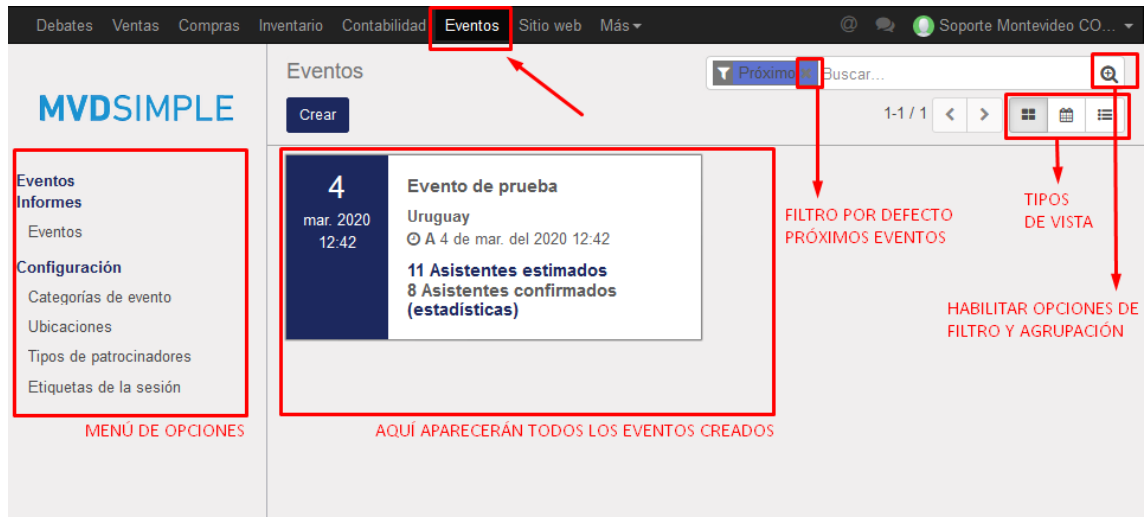 Debates Ventas Compras Inventario Contabilidad Eventos Sitio web Más @ Soporte Montevideo CO...
MVDSIMPLE
Eventos
Próximos Buscar...
Crear
1-1 / 1
Eventos
Informes
Eventos
Configuración
Categorías de evento
Ubicaciones
Tipos de patrocinadores
Etiquetas de la sesión
MENÚ DE OPCIONES
4
mar. 2020
12:42
Evento de prueba
Uruguay
A 4 de mar. del 2020 12:42
11 Asistentes estimados
8 Asistentes confirmados
(estadísticas)
AQUÍ APARECERÁN TODOS LOS EVENTOS CREADOS
FILTRO POR DEFECTO
PRÓXIMOS EVENTOS
TIPOS
DE VISTA
HABILITAR OPCIONES DE
FILTRO Y AGRUPACIÓN